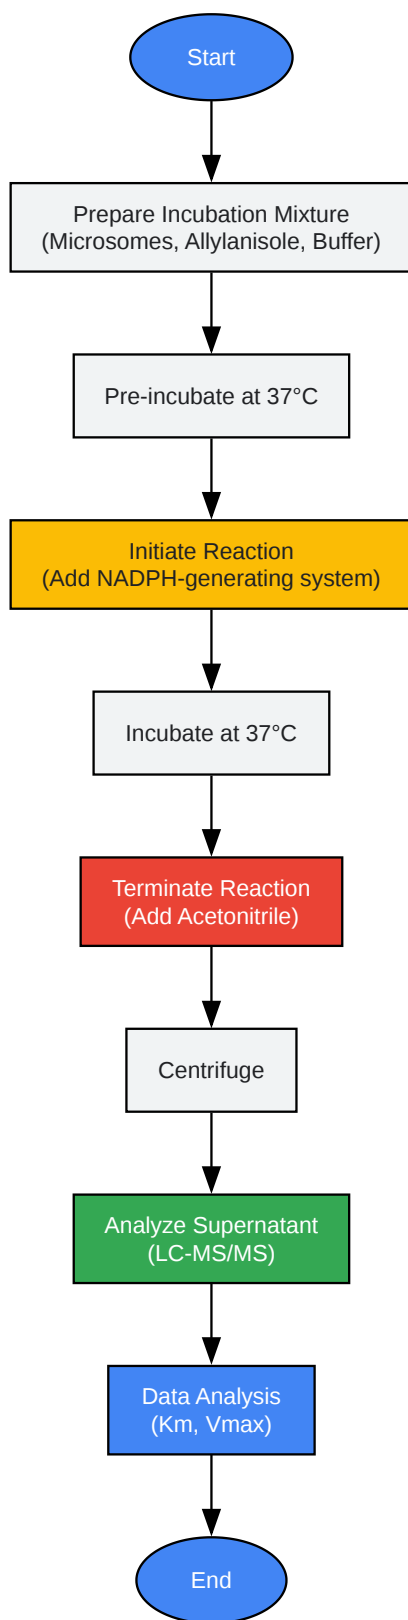 Start
Prepare Incubation Mixture
(Microsomes, Allylanisole, Buffer)
Pre-incubate at 37°C
Initiate Reaction
(Add NADPH-generating system)
Incubate at 37°C
Terminate Reaction
(Add Acetonitrile)
Centrifuge
Analyze Supernatant
(LC-MS/MS)
Data Analysis
(Km, Vmax)
End